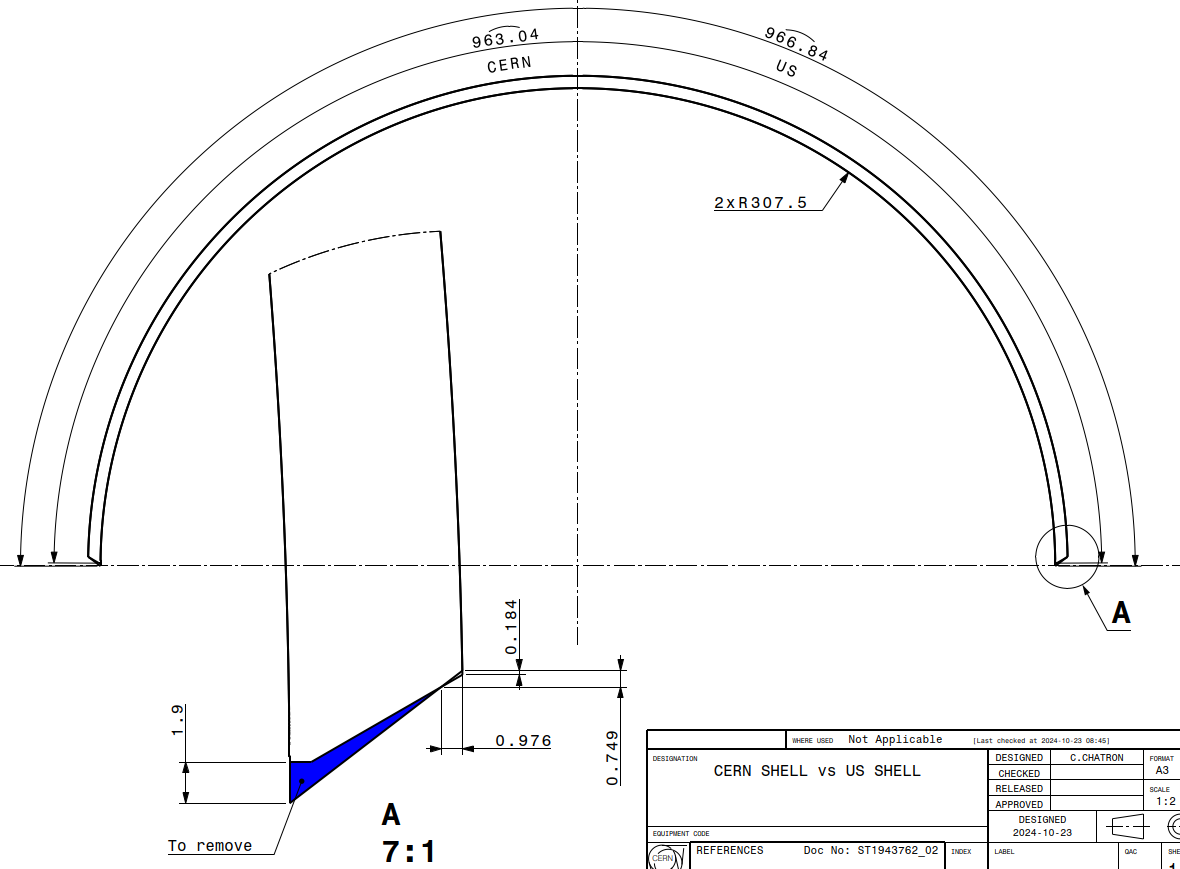 963.04
CERN
966.84
US
2xR307.5
A
0.184
1.9
0.976
0.749
To remove
A
7:1
WHERE USED Not Applicable [Last checked at 2024-10-23 08:45]
DESIGNATION
CERN SHELL vs US SHELL
DESIGNED C.CHATRON
CHECKED
RELEASED
APPROVED
FORMAT
A3
SCALE
1:2
DESIGNED
2024-10-23
EQUIPMENT CODE
CERN
REFERENCES Doc No: ST1943762_02
INDEX
LABEL
QAC